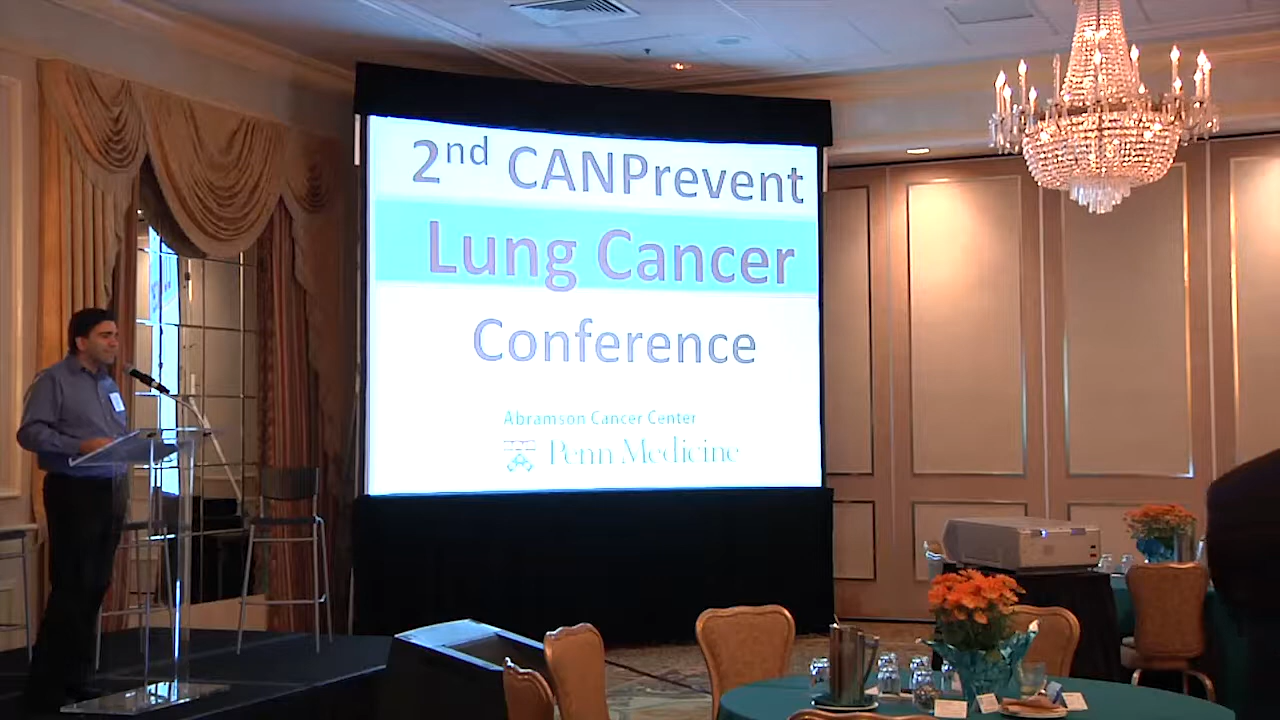 2nd CANPrevent
Lung Cancer
Conference
Abramson Cancer Center
Penn Medicine